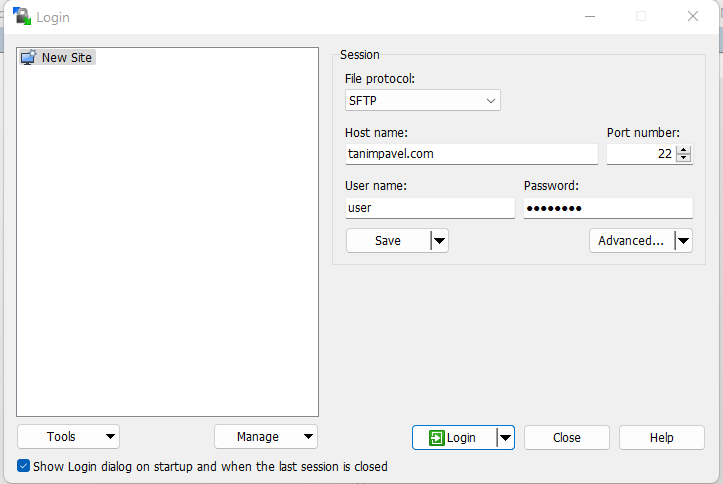 Login
New Site
Session
File protocol:
SFTP
Host name: Port number:
tanimpavel.com 22
User name: Password:
user ●●●●●●●●
Save Advanced...
Tools Manage Login Close Help
Show Login dialog on startup and when the last session is closed